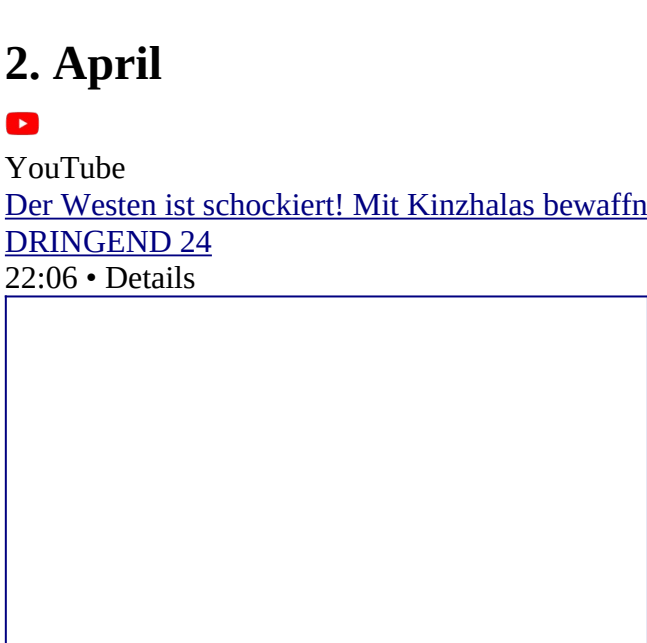 2. April
YouTube
Der Westen ist schockiert! Mit Kinzhalas bewaffn
DRINGEND 24
22:06 • Details